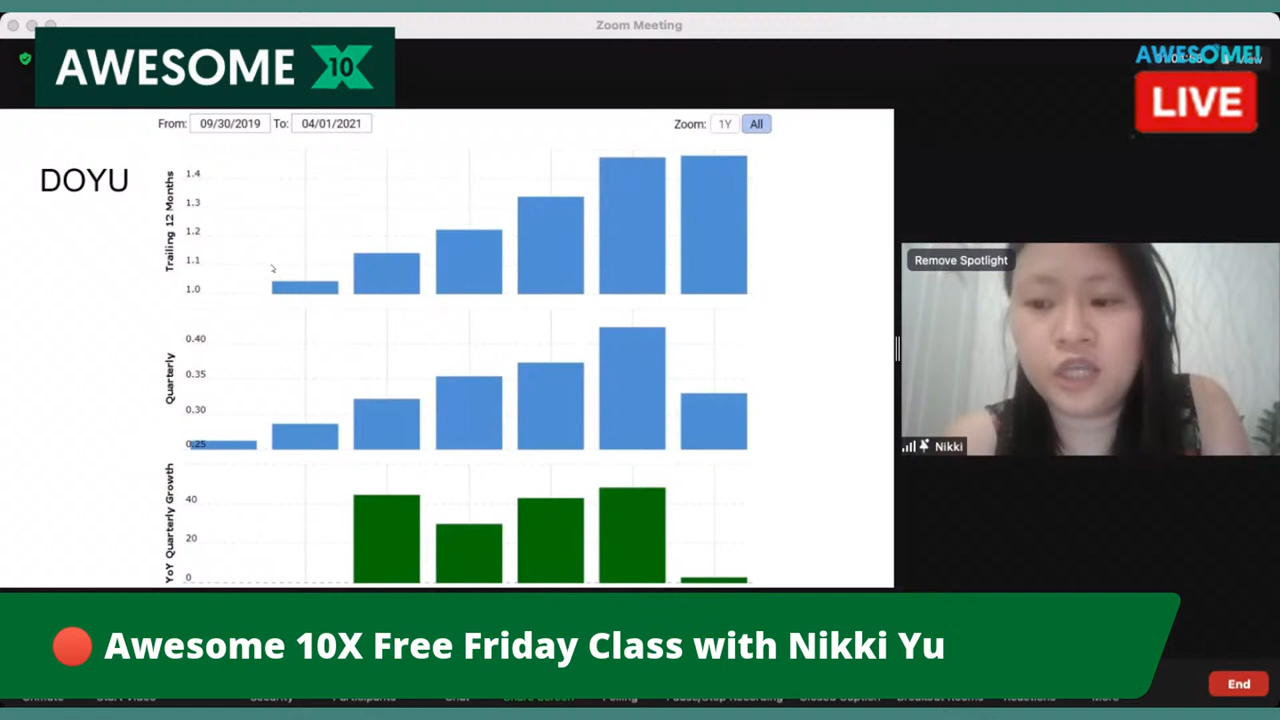 Zoom Meeting
AWESOME 10X
AWESOME!
View
LIVE
From: 09/30/2019 To: 04/01/2021
Zoom: 1Y All
DOYU
Trailing 12 Months
1.4
1.3
1.2
1.1
1.0
Quarterly
0.40
0.35
0.30
0.25
YoY Quarterly Growth
40
20
0
Remove Spotlight
Nikki
Awesome 10X Free Friday Class with Nikki Yu
End